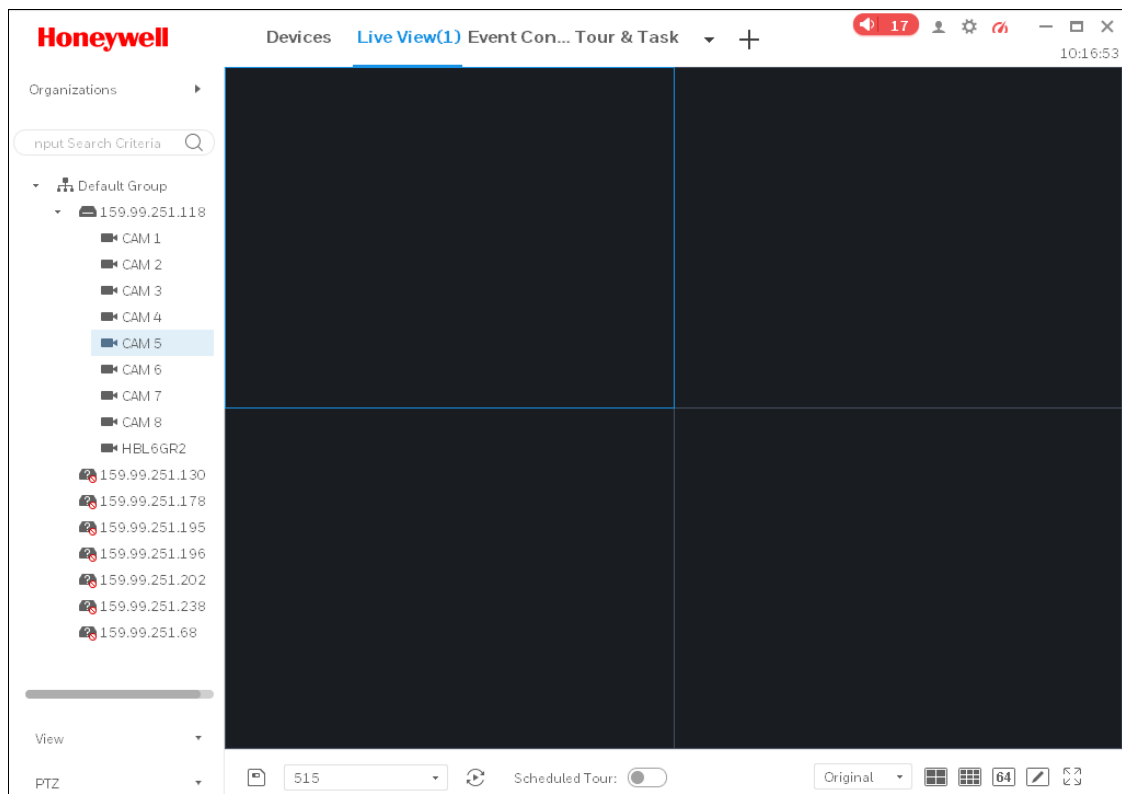 Honeywell
Devices Live View(1) Event Con... Tour & Task
17
10:16:53
Organizations
nput Search Criteria
Default Group
159.99.251.118
CAM 1
CAM 2
CAM 3
CAM 4
CAM 5
CAM 6
CAM 7
CAM 8
HBL6GR2
159.99.251.130
159.99.251.178
159.99.251.195
159.99.251.196
159.99.251.202
159.99.251.238
159.99.251.68
View
PTZ
515 Scheduled Tour: Original 64